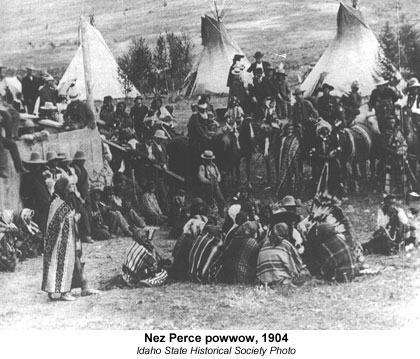 Nez Perce powwow, 1904
Idaho State Historical Society Photo